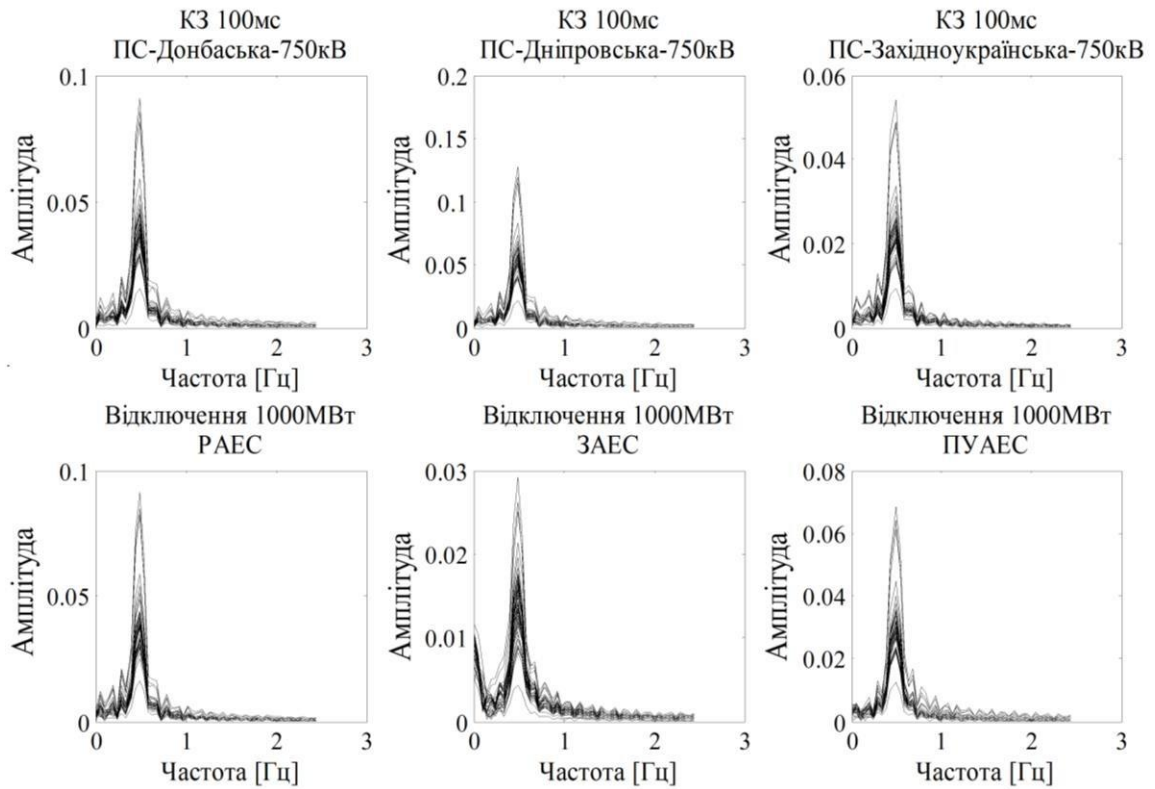 КЗ 100мс
ПС-Донбаська-750кВ
0.1
0.05
0
0
1
2
3
Амплітуда
Частота [Гц]
КЗ 100мс
ПС-Дніпровська-750кВ
0.2
0.15
0.1
0.05
0
0
1
2
3
Амплітуда
Частота [Гц]
КЗ 100мс
ПС-Західноукраїнська-750кВ
0.06
0.04
0.02
0
0
1
2
3
Амплітуда
Частота [Гц]
Відключення 1000МВт
РАЕС
0.1
0.05
0
0
1
2
3
Амплітуда
Частота [Гц]
Відключення 1000МВт
ЗАЕС
0.03
0.02
0.01
0
0
1
2
3
Амплітуда
Частота [Гц]
Відключення 1000МВт
ПУАЕС
0.08
0.06
0.04
0.02
0
0
1
2
3
Амплітуда
Частота [Гц]